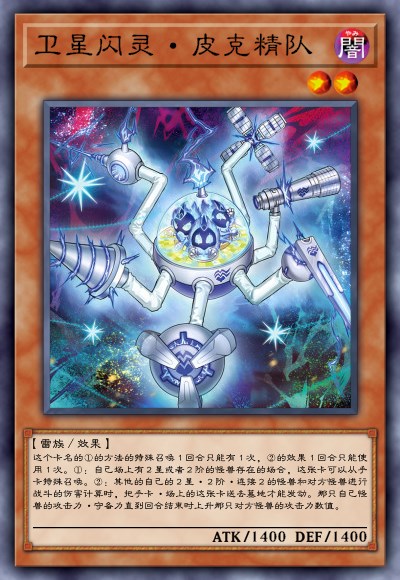 卫星闪灵·皮克精队
やみ
闇
【雷族／效果】
这个卡名的①的方法的特殊召唤1回合只能有1次，②的效果1回合只能使
用1次。①：自己场上有2星或者2阶的怪兽存在的场合，这张卡可以从手
卡特殊召唤。②：其他的自己的2星·2阶·连接2的怪兽和对方怪兽进行
战斗的伤害计算时，把手卡·场上的这张卡送去墓地才能发动。那只自己怪
兽的攻击力·守备力直到回合结束时上升那只对方怪兽的攻击力数值。
ATK/1400 DEF/1400